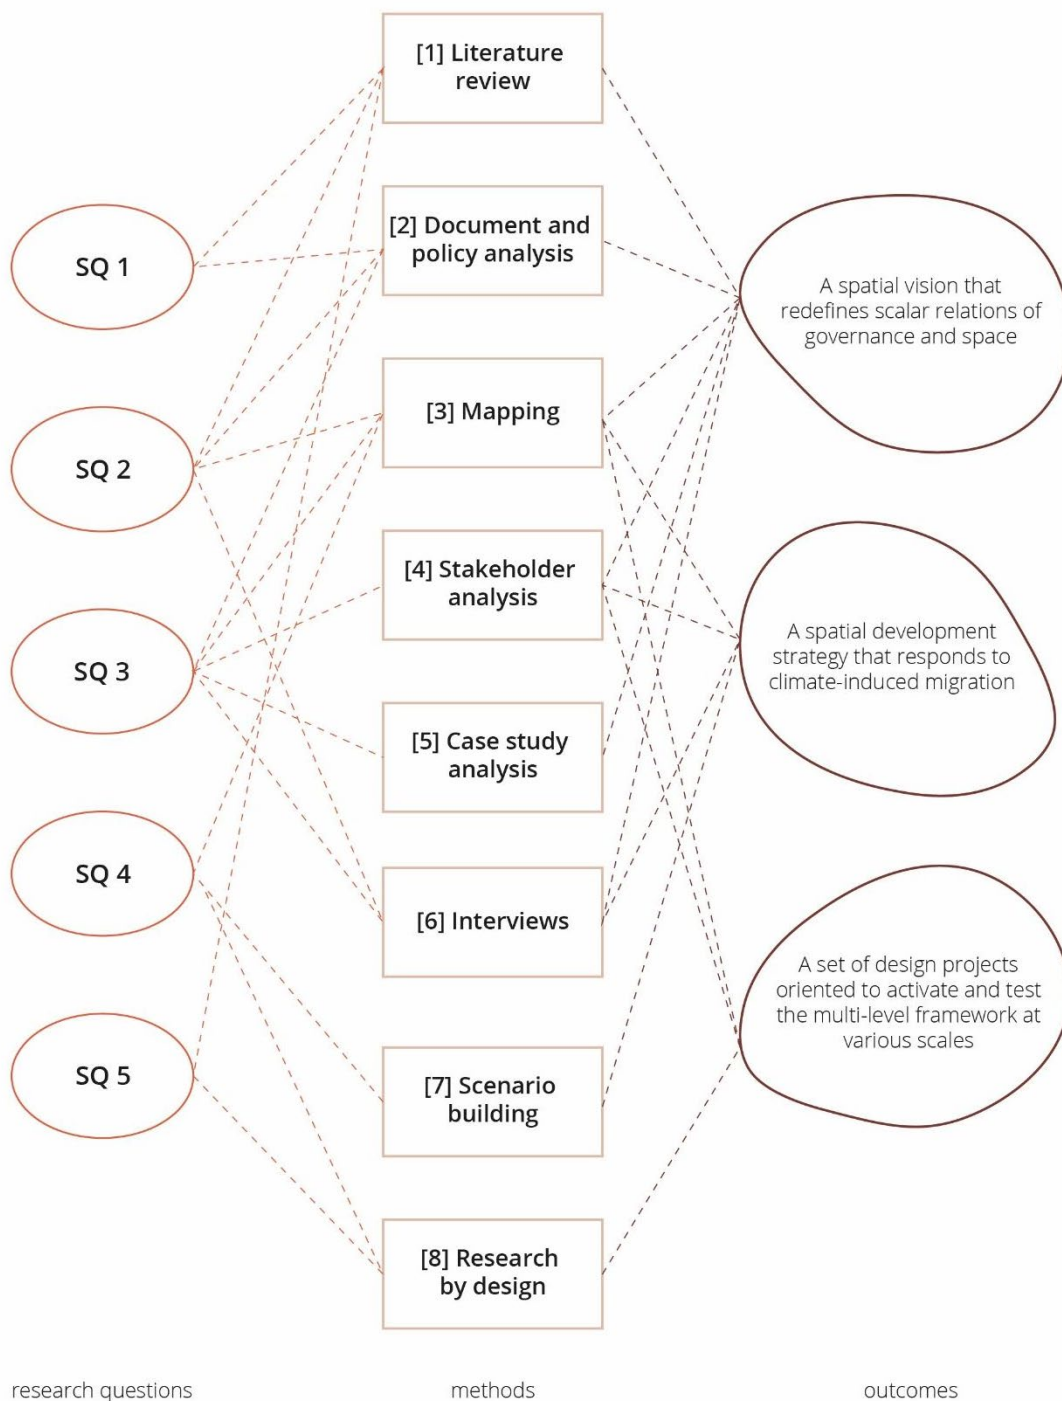 SQ 1
SQ 2
SQ 3
SQ 4
SQ 5
[1] Literature
review
[2] Document and
policy analysis
[3] Mapping
[4] Stakeholder
analysis
[5] Case study
analysis
[6] Interviews
[7] Scenario
building
[8] Research
by design
A spatial vision that
redefines scalar relations of
governance and space
A spatial development
strategy that responds to
climate-induced migration
A set of design projects
oriented to activate and test
the multi-level framework at
various scales
research questions
methods
outcomes